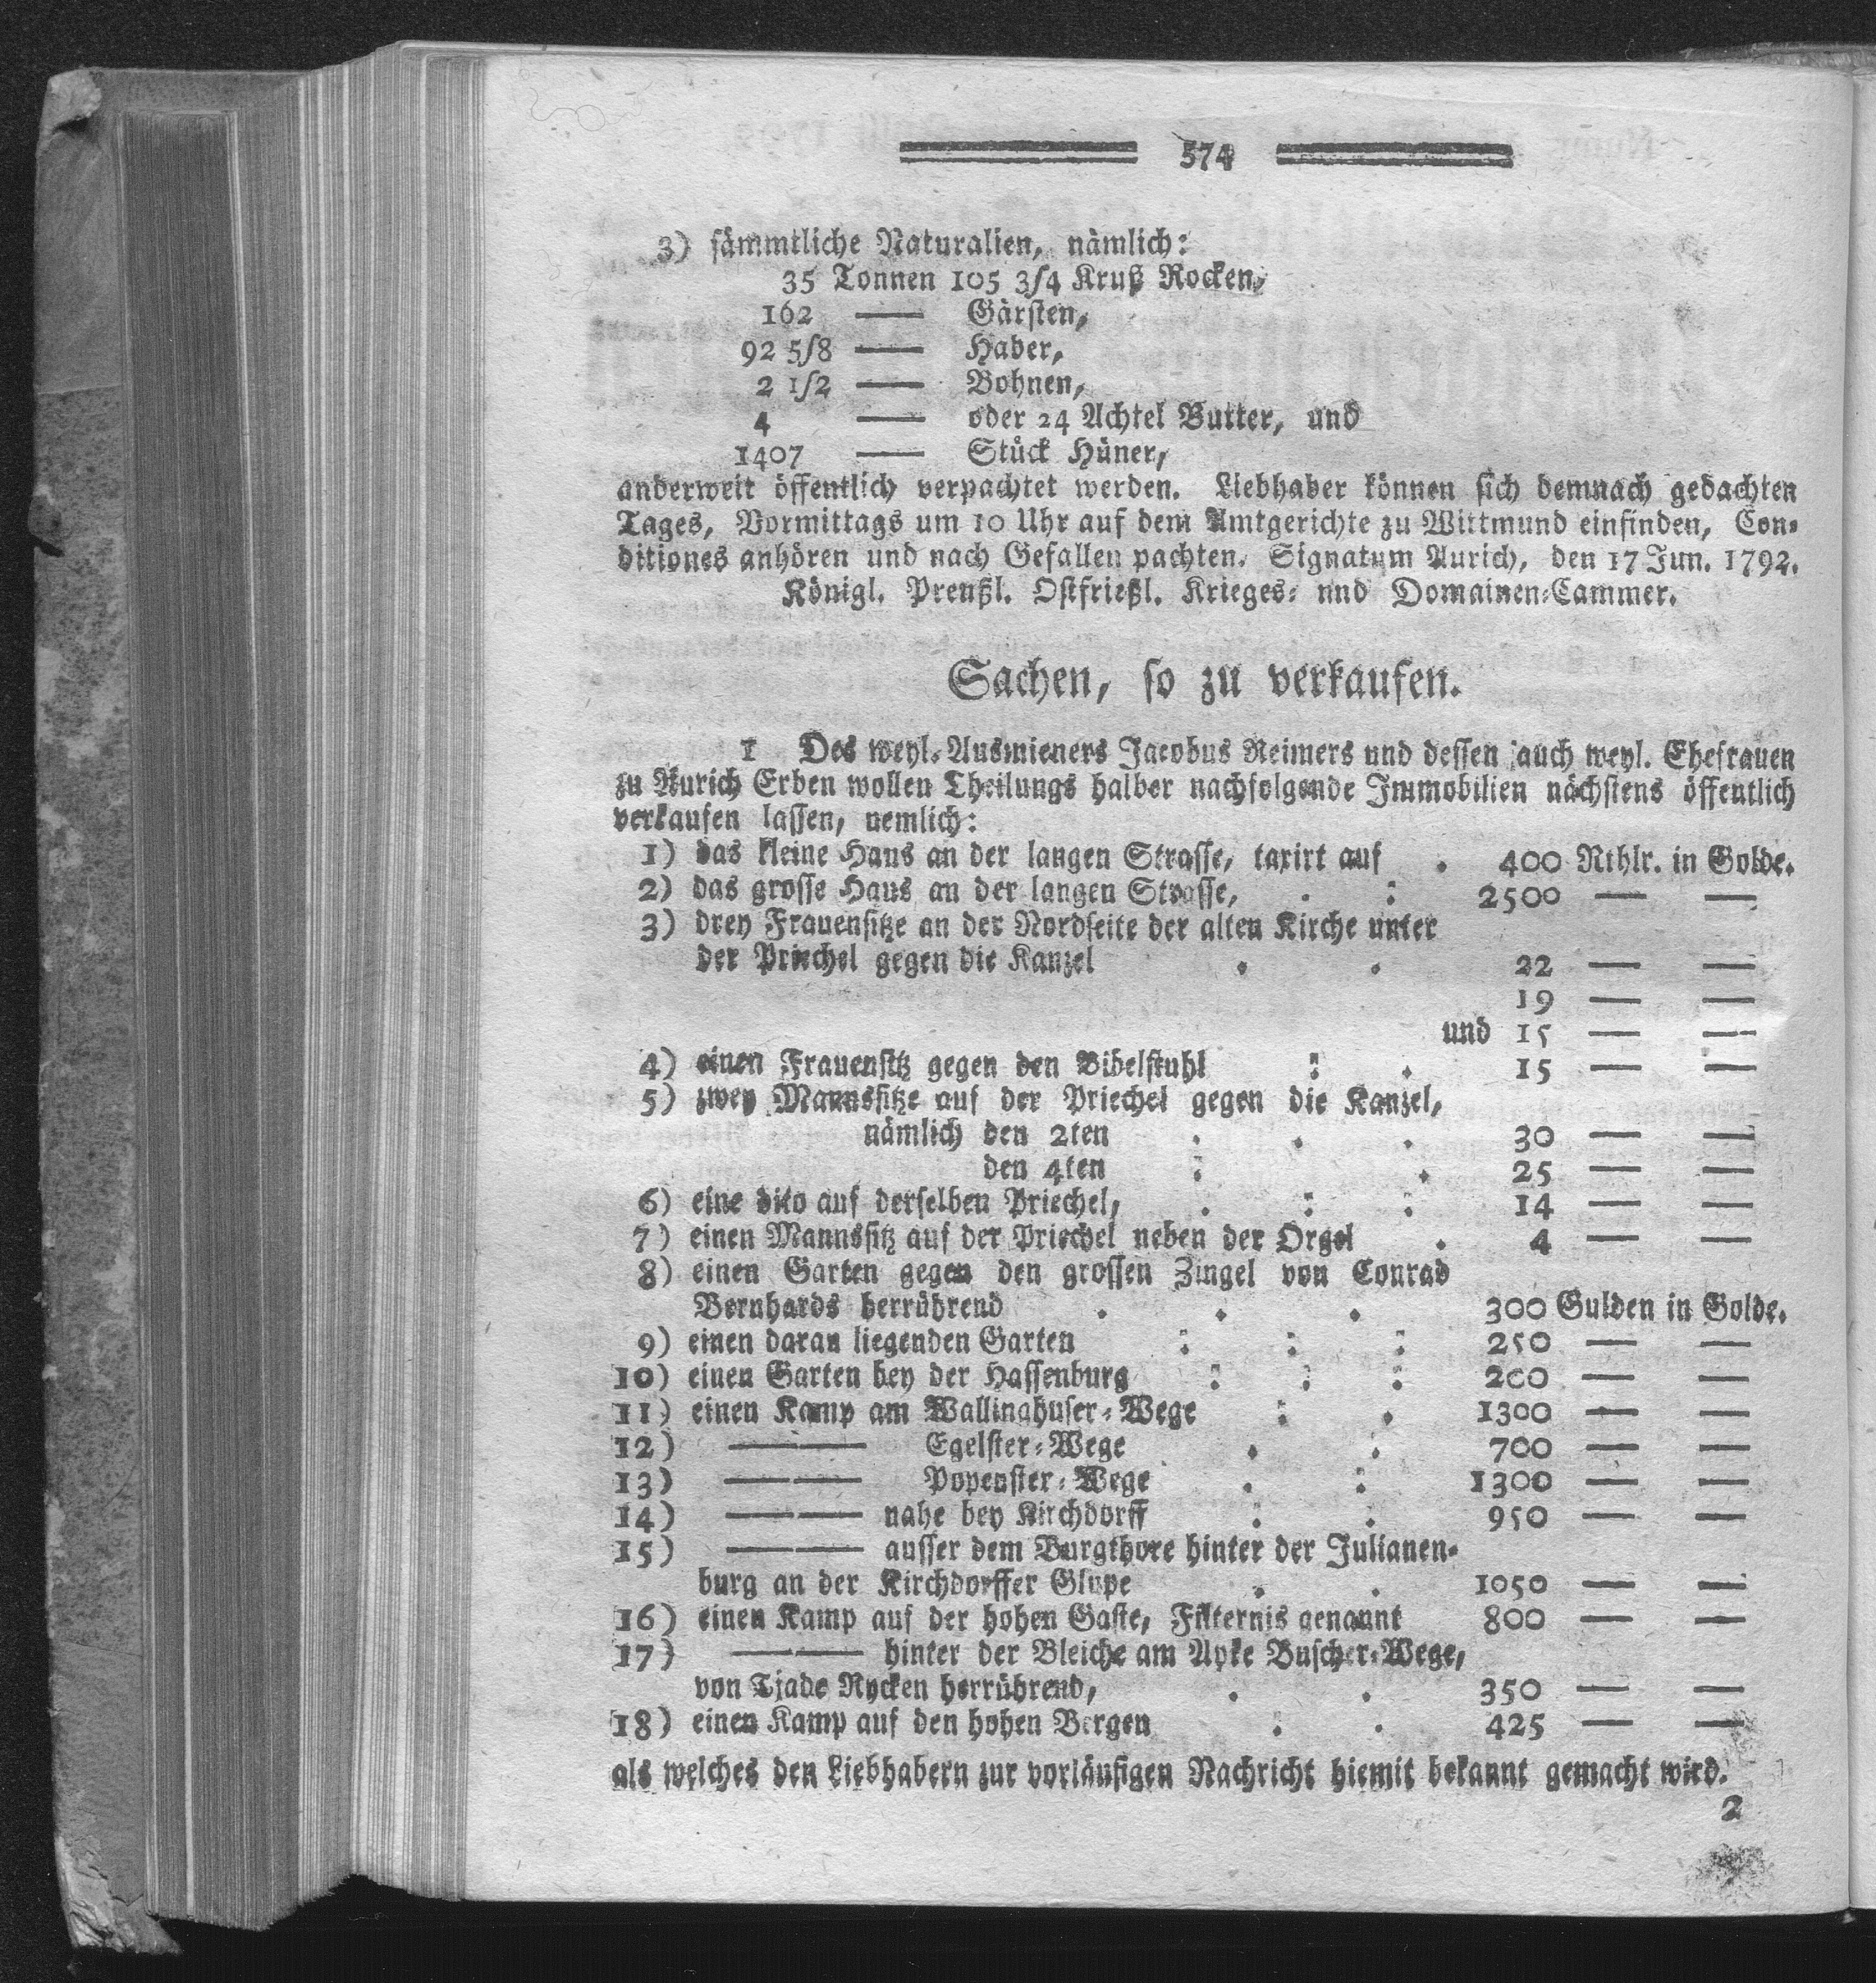 574
3) sämmtliche Naturalien, nämlich:
35 Tonnen 105 3/4 Kruß Rocken,
162 — Gärsten,
92 5/8 — Haber,
2 1/2 — Bohnen,
4 — oder 24 Achtel Butter, und
1407 — Stück Hüner,
anderweit öffentlich verpachtet werden. Liebhaber können sich demnach gedachten
Tages, Vormittags um 10 Uhr auf dem Amtgerichte zu Wittmund einfinden, Con-
ditiones anhören und nach Gefallen pachten. Signatum Aurich, den 17 Jun. 1792.
Königl. Preußl. Ostfrießl. Krieges- und Domainen-Cammer.
Sachen, so zu verkaufen.
1 Des weyl. Ausmieners Jacobus Reimers und dessen auch weyl. Ehefrauen
zu Aurich Erben wollen Theilungs halber nachfolgende Immobilien nächstens öffentlich
verkaufen lassen, nemlich:
1) das kleine Haus an der langen Strasse, taxirt auf . 400 Rthlr. in Golde.
2) das grosse Haus an der langen Strasse, . : 2500 — —
3) drey Frauensitze an der Nordseite der alten Kirche unter
der Priechel gegen die Kanzel . . 22 — —
19 — —
und 15 — —
4) einen Frauensitz gegen den Bibelstuhl : . 15 — —
5) zwey Mannssitze auf der Priechel gegen die Kanzel,
nämlich den 2ten . . . 30 — —
den 4ten : . 25 — —
6) eine dito auf derselben Priechel, . : : 14 — —
7) einen Mannssitz auf der Priechel neben der Orgel . 4 — —
8) einen Garten gegen den grossen Zingel von Conrad
Bernhards herrührend . . . 300 Gulden in Golde.
9) einen daran liegenden Garten : : : 250 — —
10) einen Garten bey der Hassenburg : : : 200 — —
11) einen Kamp am Wallinghuser-Wege : . 1300 — —
12) — — Egelster-Wege . . 700 — —
13) — — Popenster-Wege . : 1300 — —
14) — — nahe bey Kirchdorff : . 950 — —
15) — — ausser dem Burgthore hinter der Julianen-
burg an der Kirchdorffer Glupe . . 1050 — —
16) einen Kamp auf der hohen Gaste, Filternis genannt 800 — —
17) — — hinter der Bleiche am Apke Buscher-Wege,
von Tjade Rycken herrührend, . . 350 — —
18) einen Kamp auf den hohen Bergen : . 425 — —
als welches den Liebhabern zur vorläufigen Nachricht hiemit bekannt gemacht wird.
2